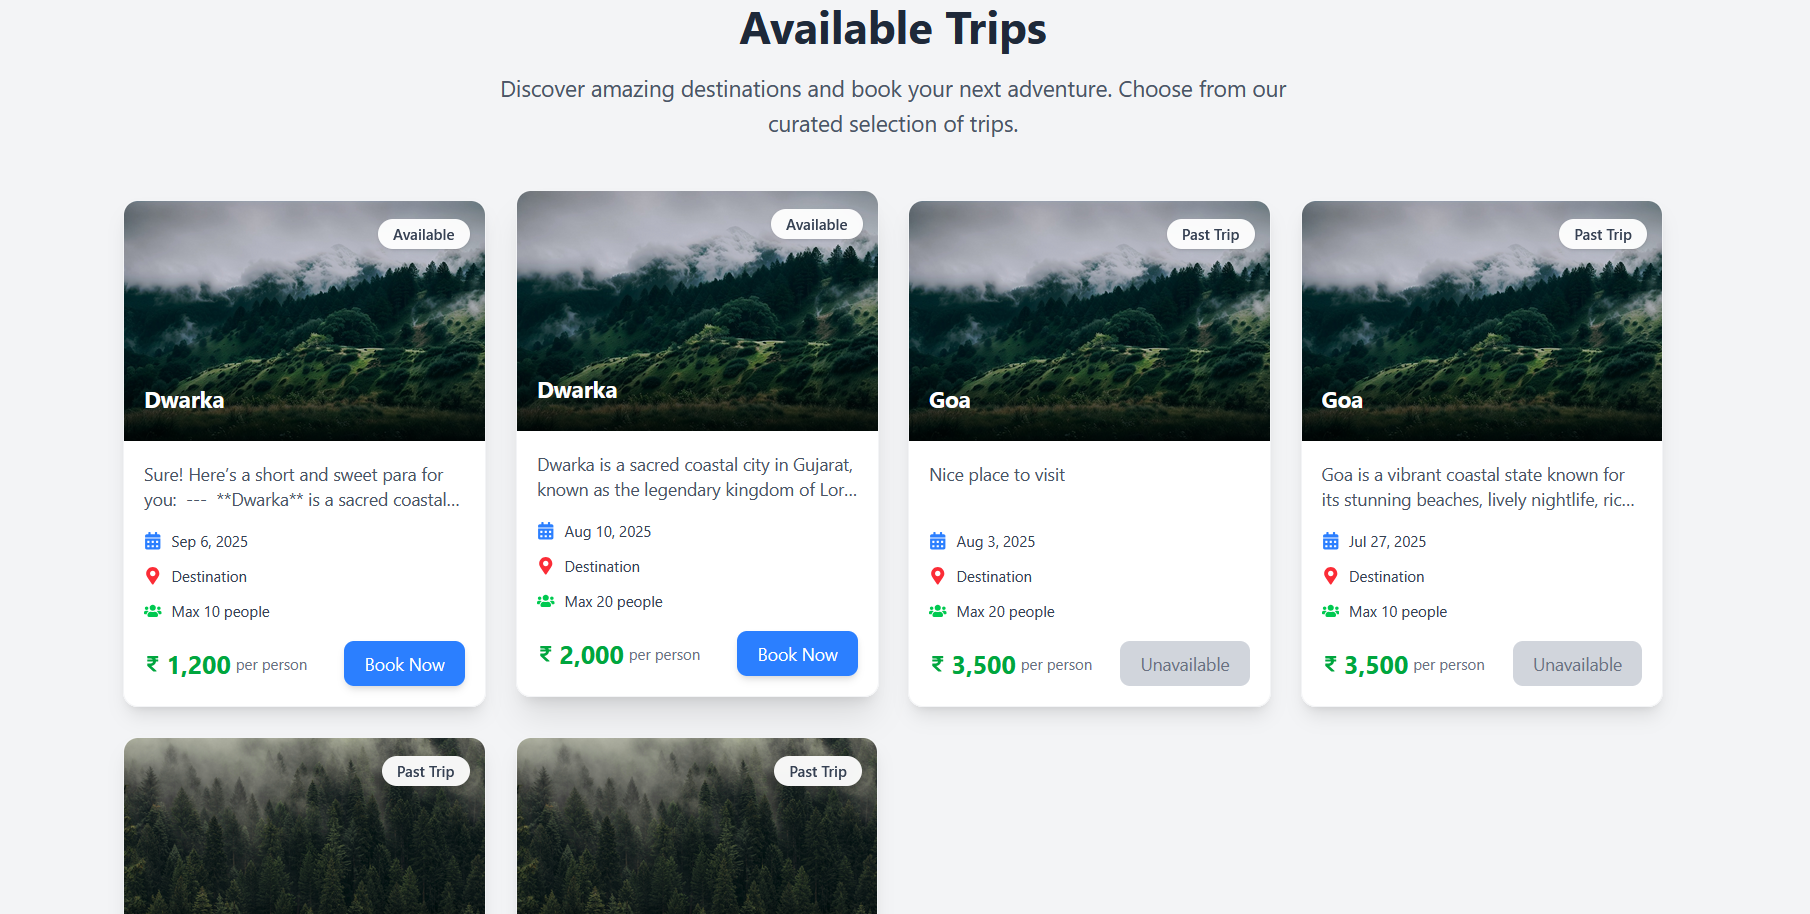 Available Trips
Discover amazing destinations and book your next adventure. Choose from our
curated selection of trips.
Available
Dwarka
Sure! Here’s a short and sweet para for
you: --- **Dwarka** is a sacred coastal...
Sep 6, 2025
Destination
Max 10 people
₹ 1,200 per person
Book Now
Available
Dwarka
Dwarka is a sacred coastal city in Gujarat,
known as the legendary kingdom of Lor...
Aug 10, 2025
Destination
Max 20 people
₹ 2,000 per person
Book Now
Past Trip
Goa
Nice place to visit
Aug 3, 2025
Destination
Max 20 people
₹ 3,500 per person
Unavailable
Past Trip
Goa
Goa is a vibrant coastal state known for
its stunning beaches, lively nightlife, ric...
Jul 27, 2025
Destination
Max 10 people
₹ 3,500 per person
Unavailable
Past Trip
Past Trip